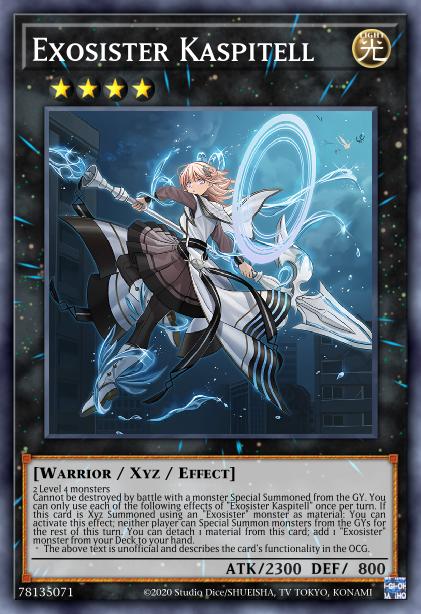 EXOSISTER KASPITELL
LIGHT
光
[WARRIOR / XYZ / EFFECT]
2 Level 4 monsters
Cannot be destroyed by battle with a monster Special Summoned from the GY. You
can only use each of the following effects of "Exosister Kaspitell" once per turn. If
this card is Xyz Summoned using an "Exosister" monster as material: You can
activate this effect; neither player can Special Summon monsters from the GYs for
the rest of this turn. You can detach 1 material from this card; add 1 "Exosister"
monster from your Deck to your hand.
· The above text is unofficial and describes the card's functionality in the OCG.
ATK/2300 DEF/ 800
78135071
©2020 Studio Dice/SHUEISHA, TV TOKYO, KONAMI